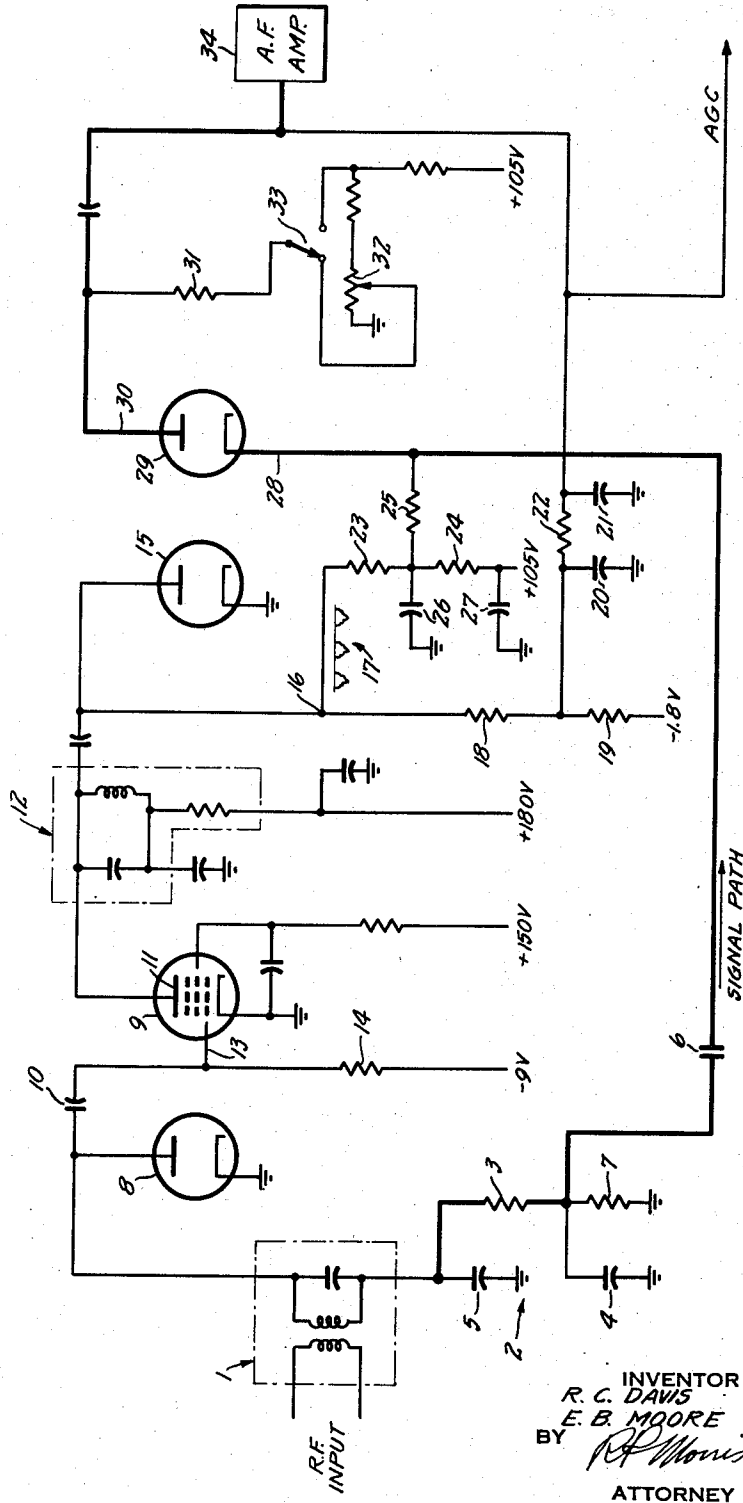 34
A.F.
AMP.
AGC
33
+105V
32
31
30
29
28
15
25
23
24
22
21
+105V
20
26
27
17
16
18
19
-1.8V
12
+180V
SIGNAL PATH
11
9
13
+150V
10
14
-9V
6
8
3
7
1
5
2
4
R.F.
INPUT
INVENTOR
R. C. DAVIS
E. B. MOORE
BY
R P Morris
ATTORNEY